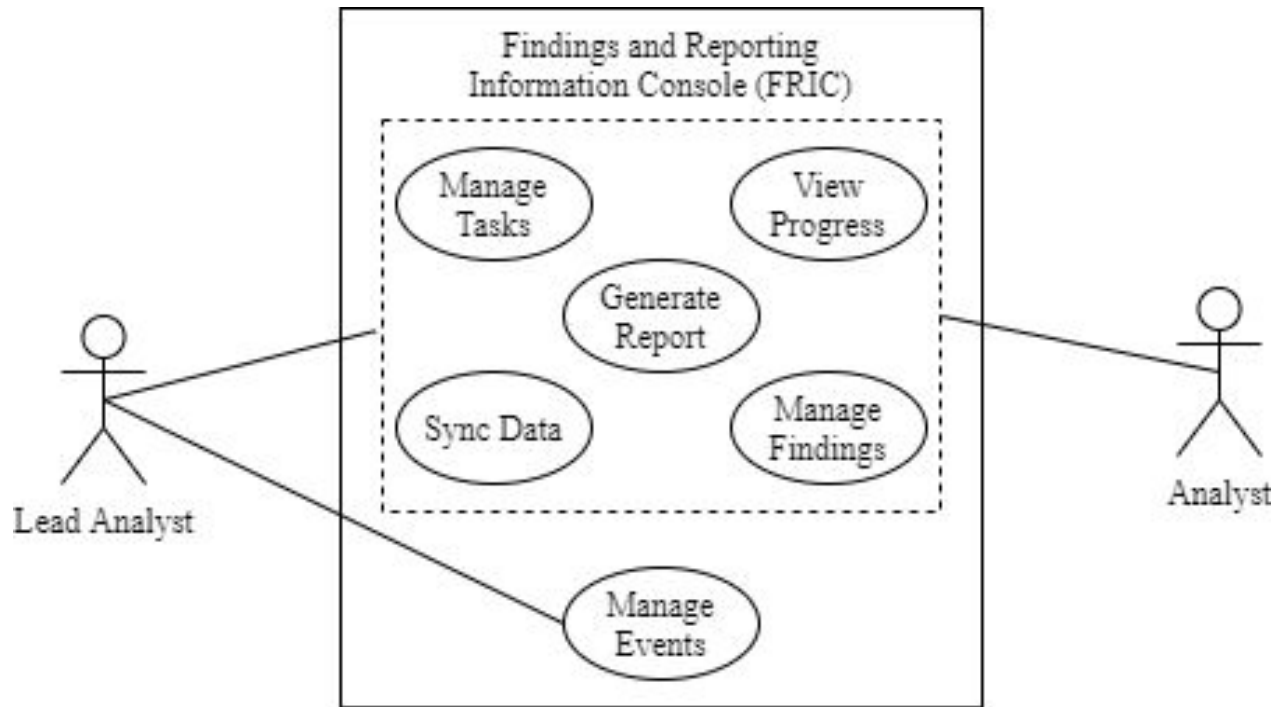 Findings and Reporting
Information Console (FRIC)
Manage
Tasks
View
Progress
Generate
Report
Sync Data
Manage
Findings
Lead Analyst
Analyst
Manage
Events